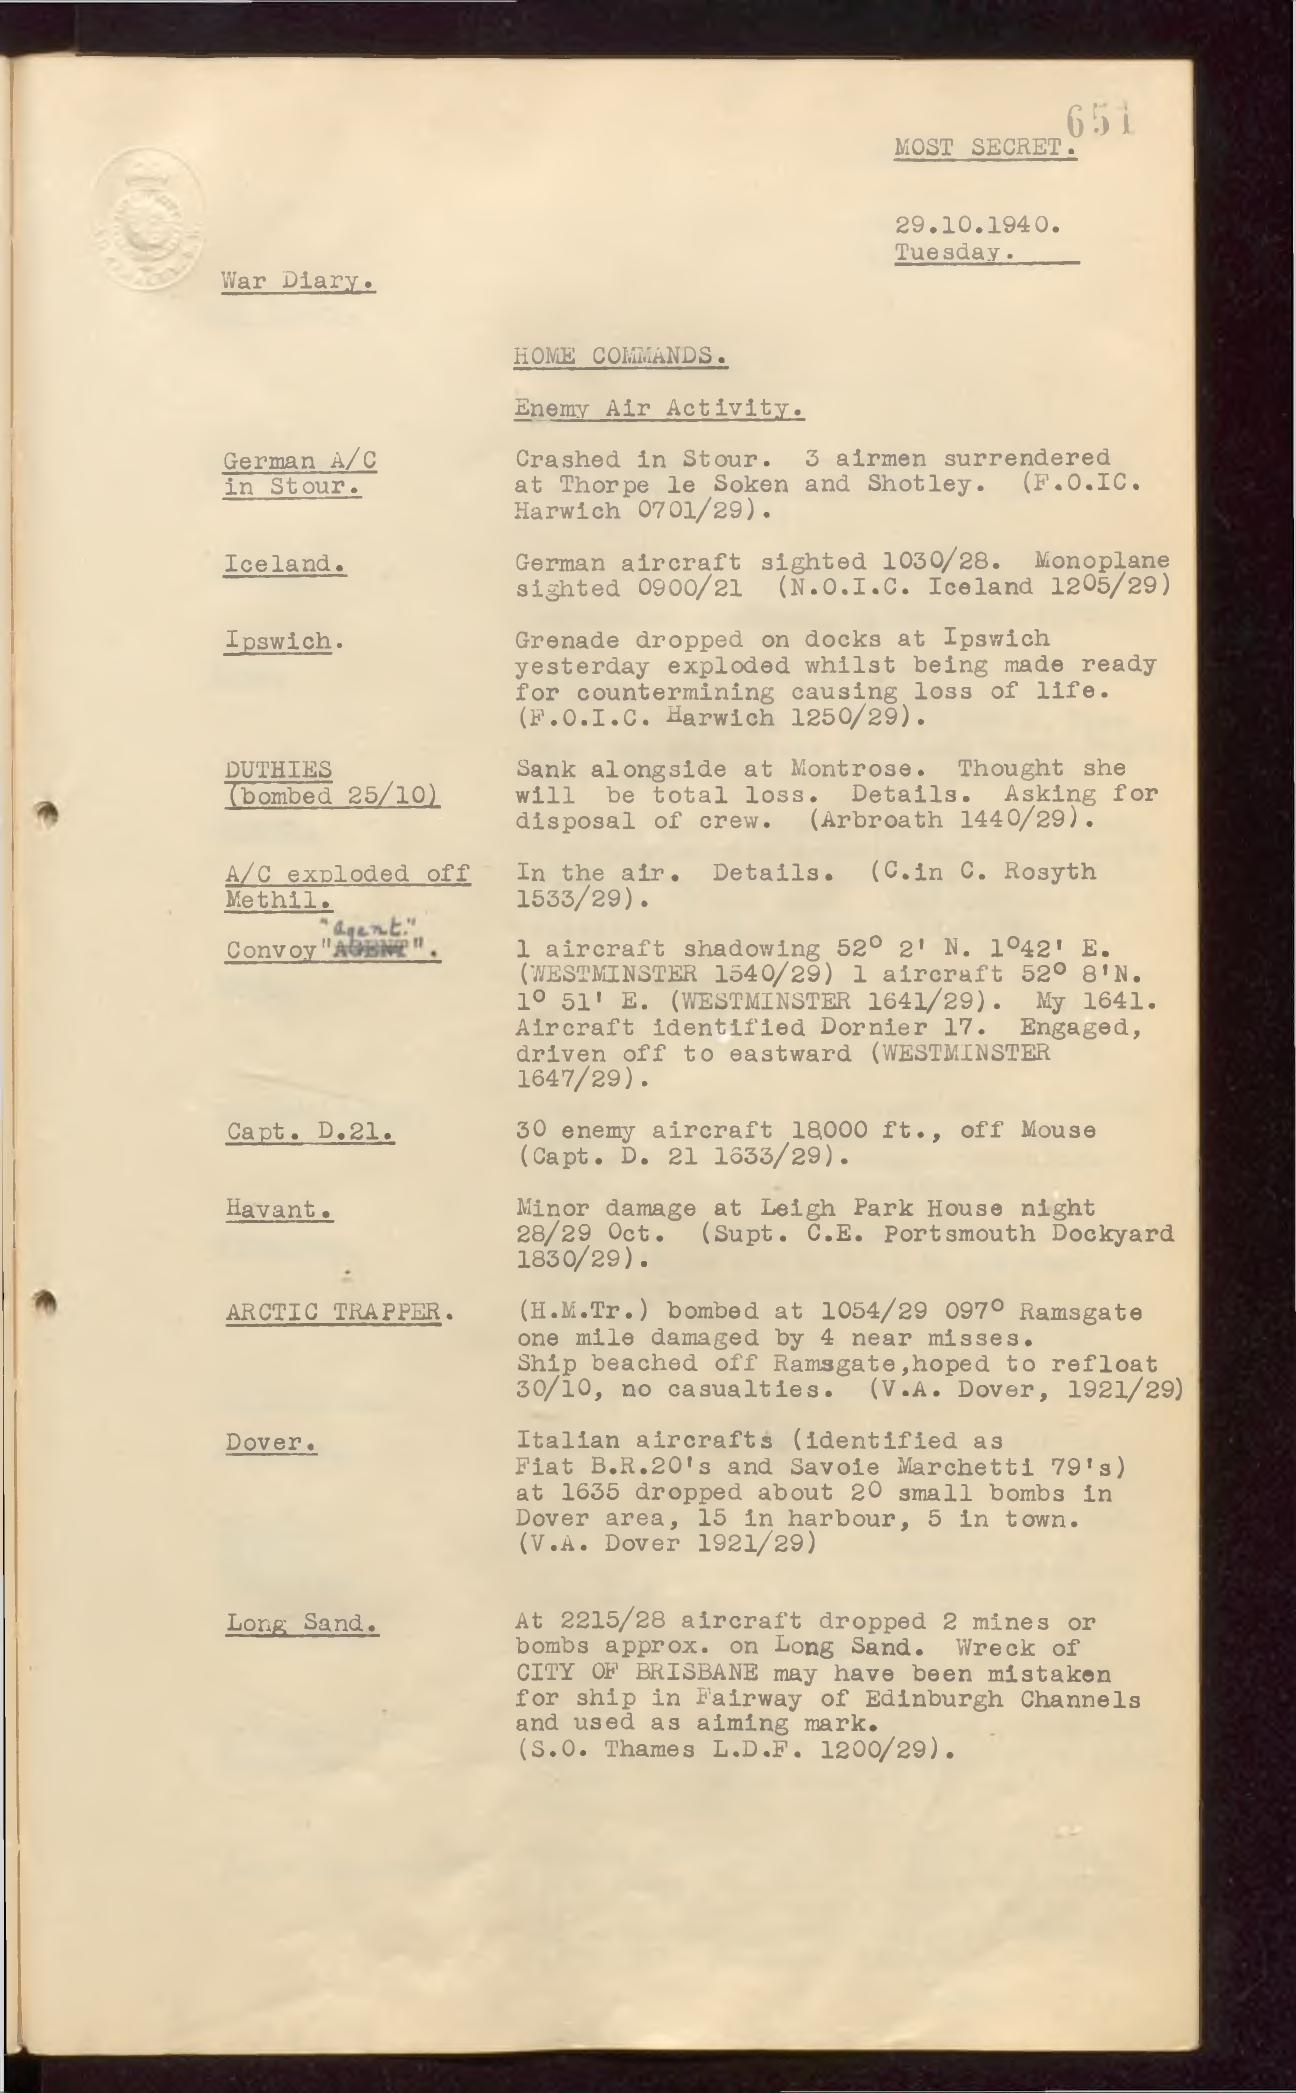 651
MOST SECRET.
29.10.1940.
Tuesday.
War Diary.
HOME COMMANDS.
Enemy Air Activity.
German A/C
in Stour.
Crashed in Stour. 3 airmen surrendered
at Thorpe le Soken and Shotley. (F.O.IC.
Harwich 0701/29).
Iceland.
German aircraft sighted 1030/28. Monoplane
sighted 0900/21 (N.O.I.C. Iceland 1205/29)
Ipswich.
Grenade dropped on docks at Ipswich
yesterday exploded whilst being made ready
for countermining causing loss of life.
(F.O.I.C. Harwich 1250/29).
DUTHIES
(bombed 25/10)
Sank alongside at Montrose. Thought she
will be total loss. Details. Asking for
disposal of crew. (Arbroath 1440/29).
A/C exploded off
Methil.
In the air. Details. (C.in C. Rosyth
1533/29).
"Agent."
Convoy "AGENT".
1 aircraft shadowing 52° 2' N. 1°42' E.
(WESTMINSTER 1540/29) 1 aircraft 52° 8'N.
1° 51' E. (WESTMINSTER 1641/29). My 1641.
Aircraft identified Dornier 17. Engaged,
driven off to eastward (WESTMINSTER
1647/29).
Capt. D.21.
30 enemy aircraft 18,000 ft., off Mouse
(Capt. D. 21 1633/29).
Havant.
Minor damage at Leigh Park House night
28/29 Oct. (Supt. C.E. Portsmouth Dockyard
1830/29).
ARCTIC TRAPPER.
(H.M.Tr.) bombed at 1054/29 097° Ramsgate
one mile damaged by 4 near misses.
Ship beached off Ramsgate,hoped to refloat
30/10, no casualties. (V.A. Dover, 1921/29)
Dover.
Italian aircrafts (identified as
Fiat B.R.20's and Savoie Marchetti 79's)
at 1635 dropped about 20 small bombs in
Dover area, 15 in harbour, 5 in town.
(V.A. Dover 1921/29)
Long Sand.
At 2215/28 aircraft dropped 2 mines or
bombs approx. on Long Sand. Wreck of
CITY OF BRISBANE may have been mistaken
for ship in Fairway of Edinburgh Channels
and used as aiming mark.
(S.O. Thames L.D.F. 1200/29).